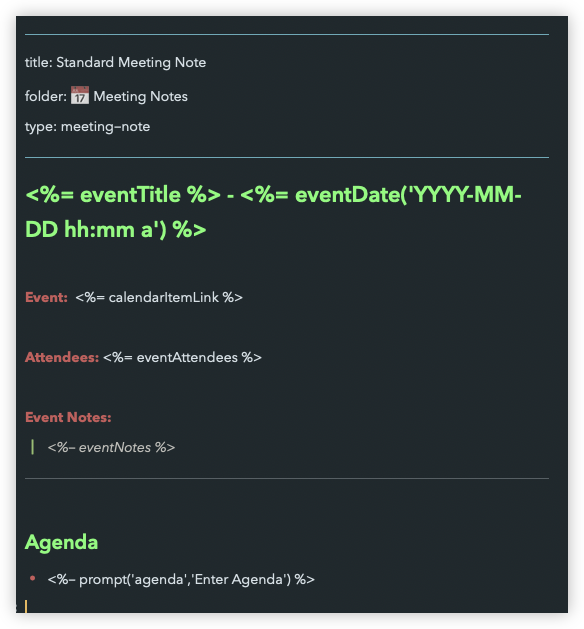 title: Standard Meeting Note
folder: 📅 Meeting Notes
type: meeting-note
<%= eventTitle %> - <%= eventDate('YYYY-MM-
DD hh:mm a') %>
Event: <%= calendarItemLink %>
Attendees: <%= eventAttendees %>
Event Notes:
<%- eventNotes %>
Agenda
• <%- prompt('agenda','Enter Agenda') %>